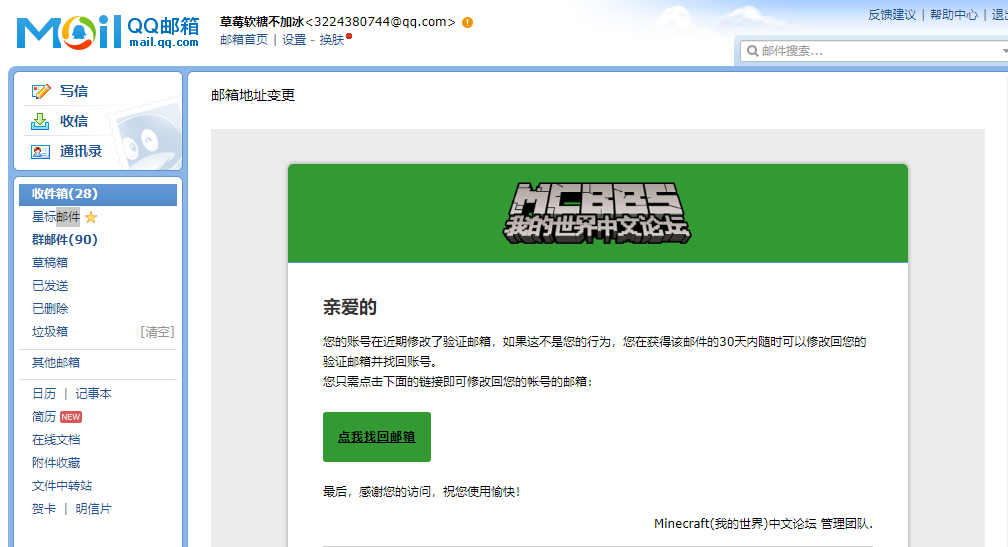 Mail QQ邮箱
mail.qq.com
草莓软糖不加冰<3224380744@qq.com>
邮箱首页 | 设置 - 换肤
反馈建议 | 帮助中心 |
邮件搜索...
写信
收信
通讯录
收件箱(28)
星标邮件
群邮件(90)
草稿箱
已发送
已删除
垃圾箱 [清空]
其他邮箱
日历 | 记事本
简历 NEW
在线文档
附件收藏
文件中转站
贺卡 | 明信片
邮箱地址变更
MCBBS
我的世界中文论坛
亲爱的
您的账号在近期修改了验证邮箱，如果这不是您的行为，您在获得该邮件的30天内随时可以修改回您的
验证邮箱并找回账号。
您只需点击下面的链接即可修改回您的帐号的邮箱：
点我找回邮箱
最后，感谢您的访问，祝您使用愉快！
Minecraft(我的世界)中文论坛 管理团队.